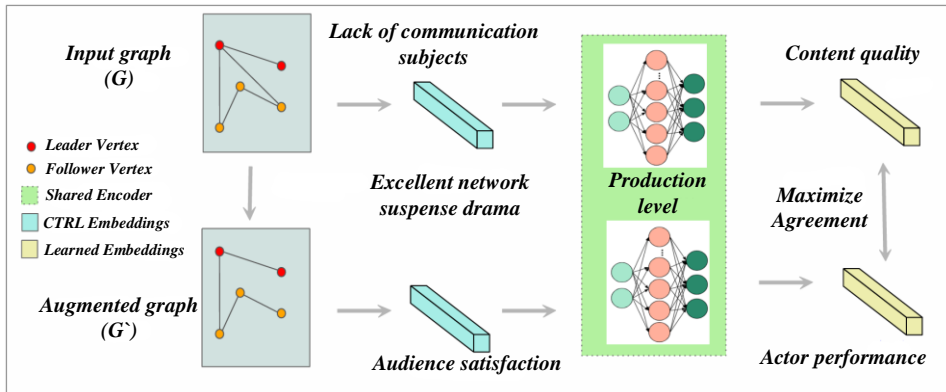 Input graph
(G)
Lack of communication
subjects
Content quality
Leader Vertex
Follower Vertex
Shared Encoder
CTRL Embeddings
Learned Embeddings
Excellent network
suspense drama
Production
level
Maximize
Agreement
Augmented graph
(G`)
Audience satisfaction
Actor performance